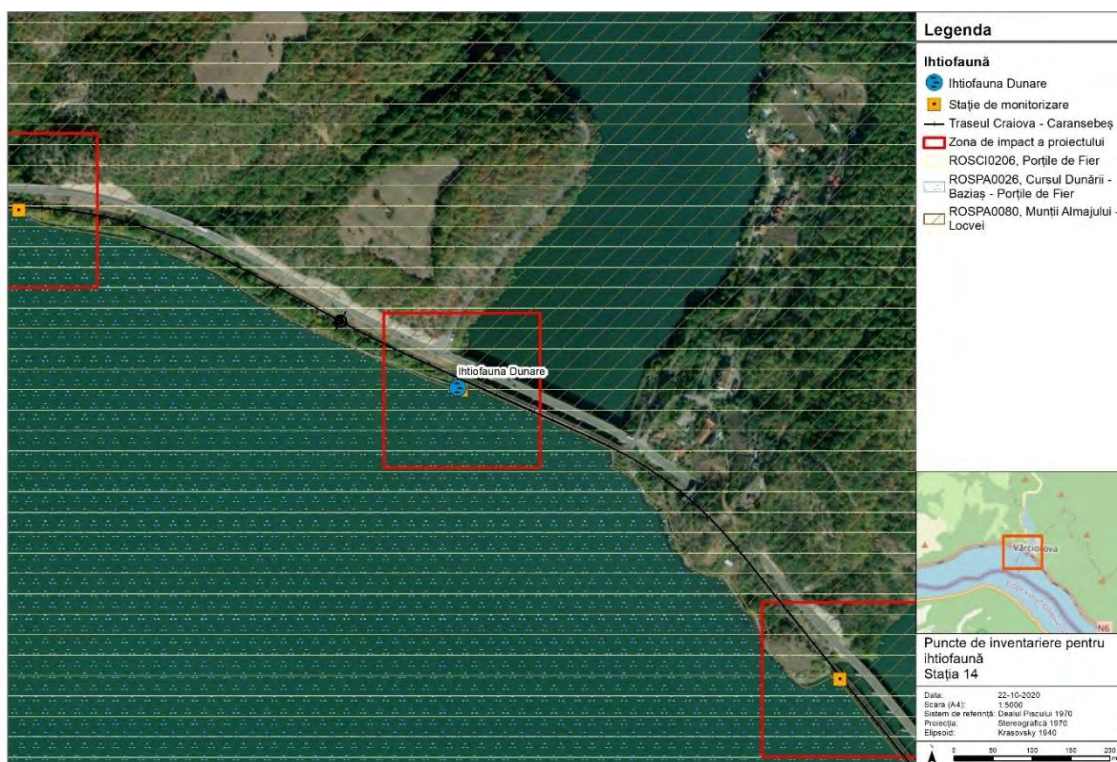 Ihtiofauna Dunare
Legenda
Ihtiofaună
Ihtiofauna Dunare
Stație de monitorizare
Traseul Craiova - Caransebeș
Zona de impact a proiectului
ROSCI0206, Porțile de Fier
ROSPA0026, Cursul Dunării -
Baziaș - Porțile de Fier
ROSPA0080, Munții Almajului -
Locvei
Vârciorova
N6
Puncte de inventariere pentru
ihtiofaună
Stația 14
Data: 22-10-2020
Scara (A4): 1:5000
Sistem de referință: Dealul Piscului 1970
Proiecția: Stereografică 1970
Elipsoid: Krasovsky 1940
0 50 100 150 200